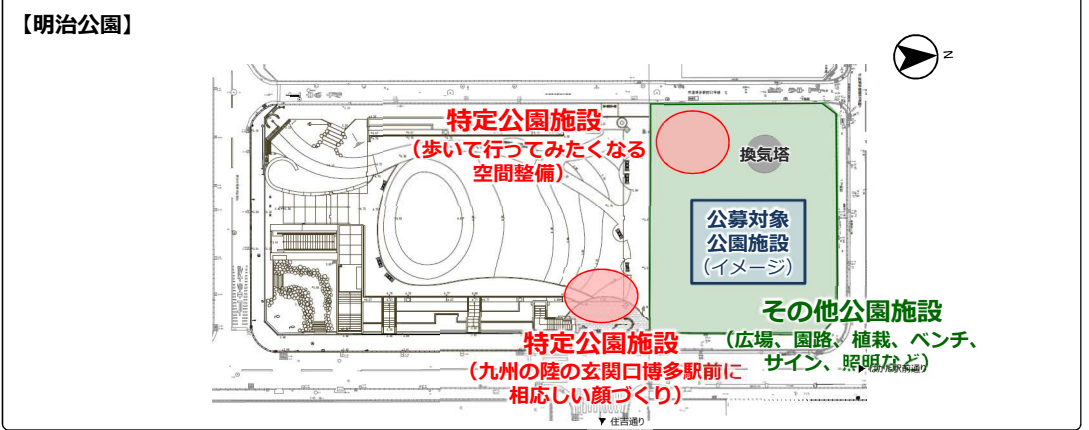 【明治公園】
N
特定公園施設
（歩いて行ってみたくなる
空間整備）
換気塔
公募対象
公園施設
（イメージ）
その他公園施設
（広場、園路、植栽、ベンチ、
サイン、照明など）
特定公園施設
（九州の陸の玄関口博多駅前に
相応しい顔づくり）
▼ 住吉通り